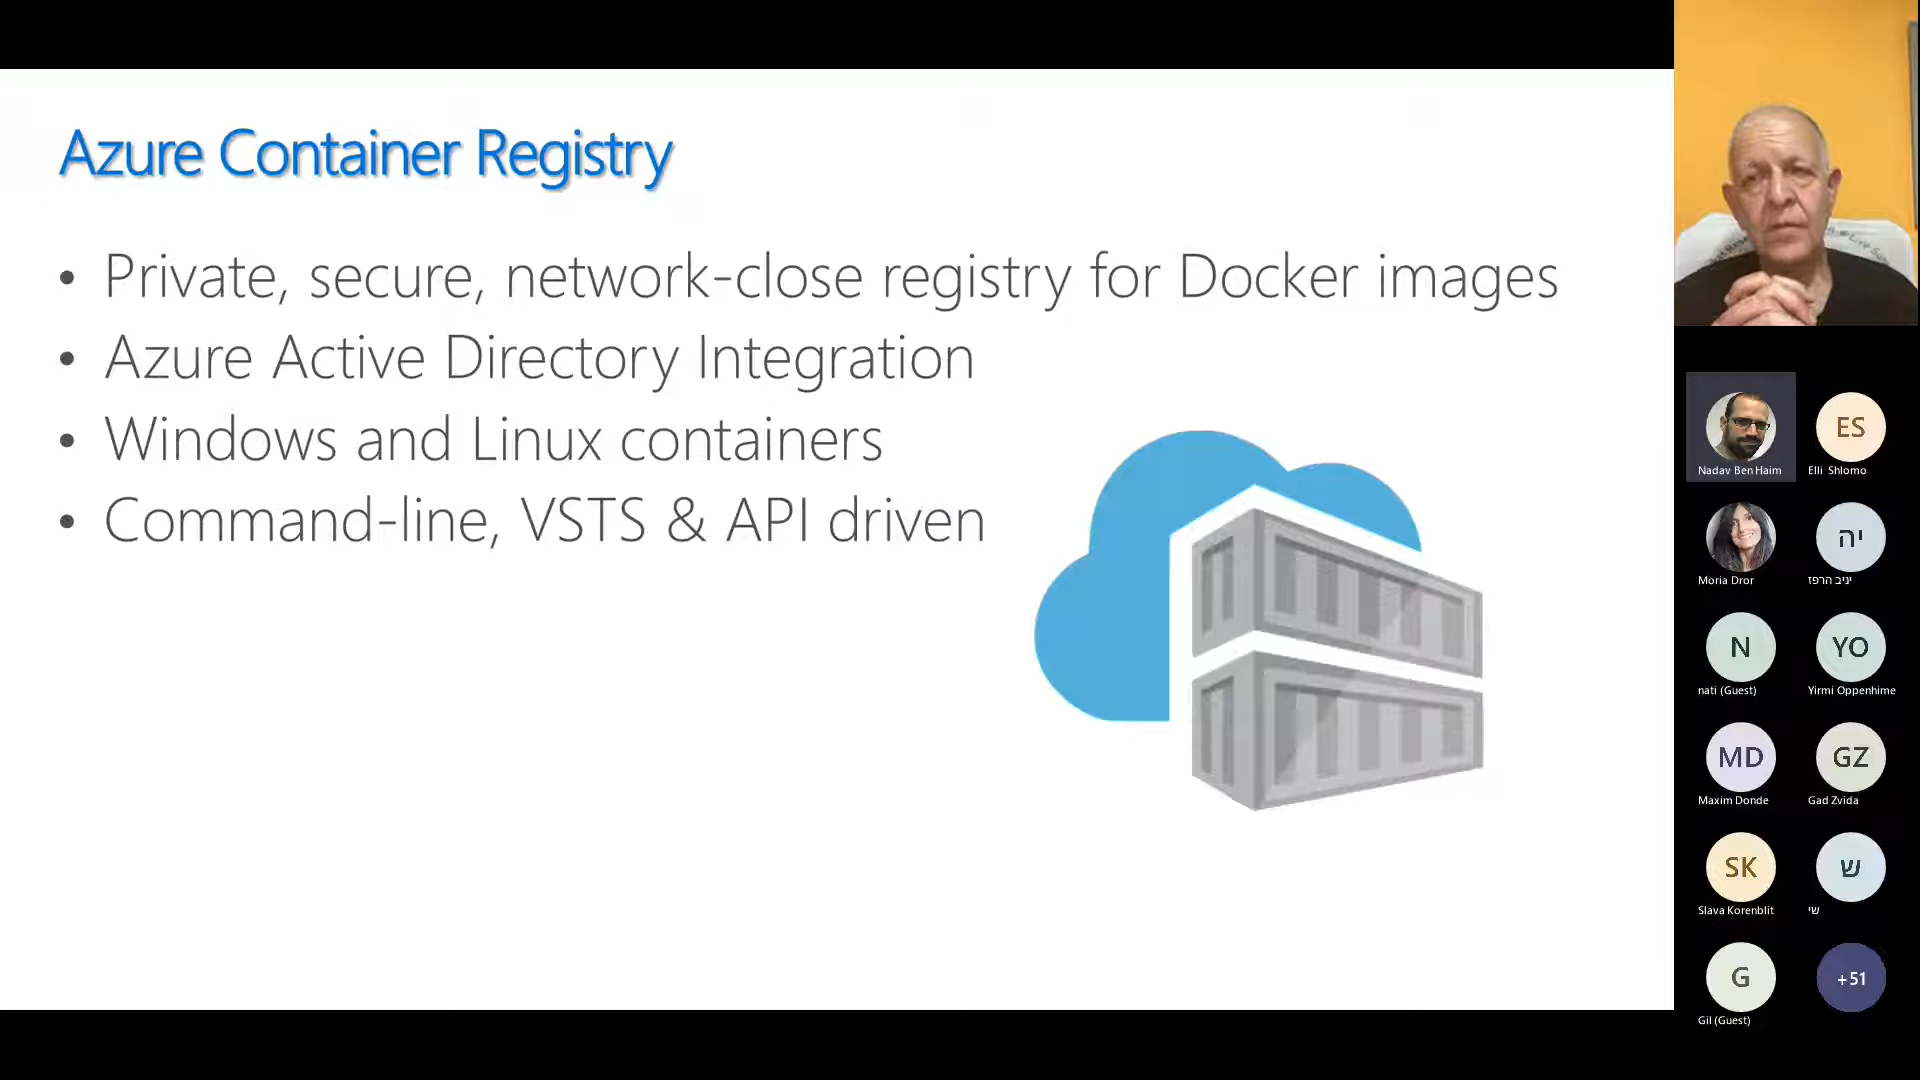 Azure Container Registry
• Private, secure, network-close registry for Docker images
• Azure Active Directory Integration
• Windows and Linux containers
• Command-line, VSTS & API driven
Nadav Ben Haim
ES
Elli Shlomo
Moria Dror
יה
יניב הרפז
N
nati (Guest)
YO
Yirmi Oppenhime
MD
Maxim Donde
GZ
Gad Zvida
SK
Slava Korenblit
ש
שי
G
Gil (Guest)
+51